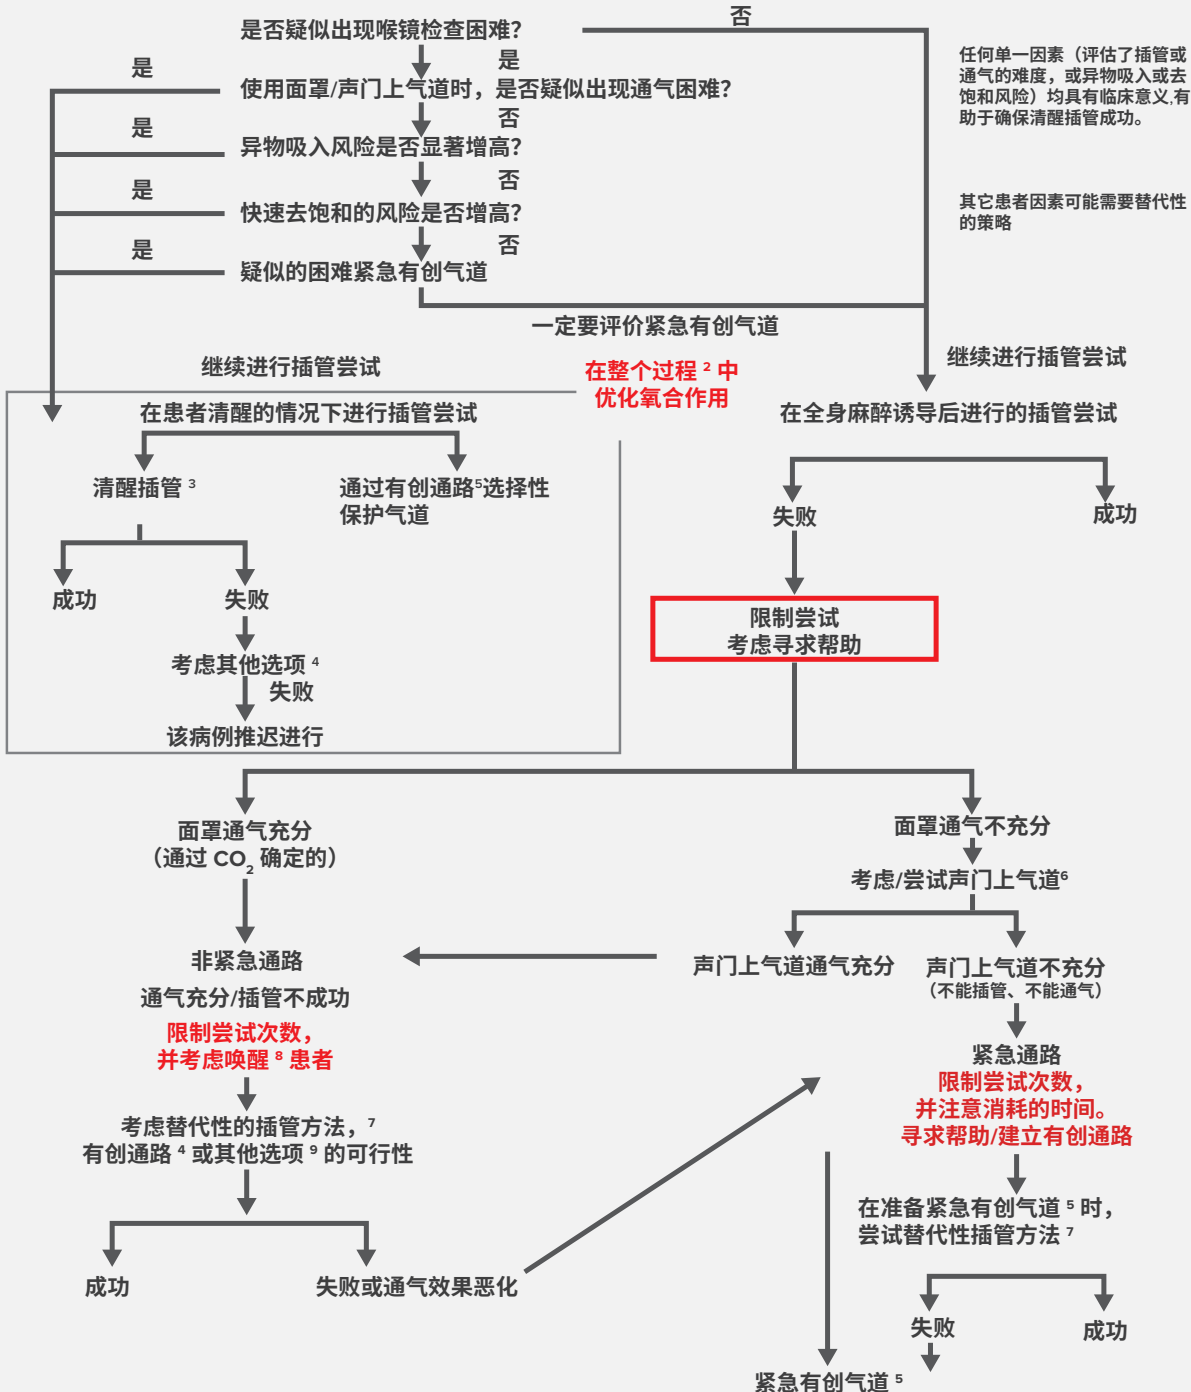 否
是否疑似出现喉镜检查困难？
是
任何单一因素（评估了插管或
通气的难度，或异物吸入或去
饱和风险）均具有临床意义,有
助于确保清醒插管成功。
是
使用面罩/声门上气道时，是否疑似出现通气困难？
否
是
异物吸入风险是否显著增高？
否
是
快速去饱和的风险是否增高？
其它患者因素可能需要替代性
的策略
否
是
疑似的困难紧急有创气道
一定要评价紧急有创气道
继续进行插管尝试
在整个过程 ² 中
优化氧合作用
继续进行插管尝试
在患者清醒的情况下进行插管尝试
在全身麻醉诱导后进行的插管尝试
清醒插管 ³
通过有创通路⁵选择性
保护气道
失败
成功
成功
失败
限制尝试
考虑寻求帮助
考虑其他选项 ⁴
失败
该病例推迟进行
面罩通气充分
（通过 CO₂ 确定的）
面罩通气不充分
考虑/尝试声门上气道⁶
非紧急通路
通气充分/插管不成功
限制尝试次数，
并考虑唤醒 ⁸ 患者
声门上气道通气充分
声门上气道不充分
（不能插管、不能通气）
紧急通路
限制尝试次数，
并注意消耗的时间。
寻求帮助/建立有创通路
考虑替代性的插管方法，⁷
有创通路 ⁴ 或其他选项 ⁹ 的可行性
在准备紧急有创气道 ⁵ 时，
尝试替代性插管方法 ⁷
成功
失败或通气效果恶化
失败
成功
紧急有创气道 ⁵